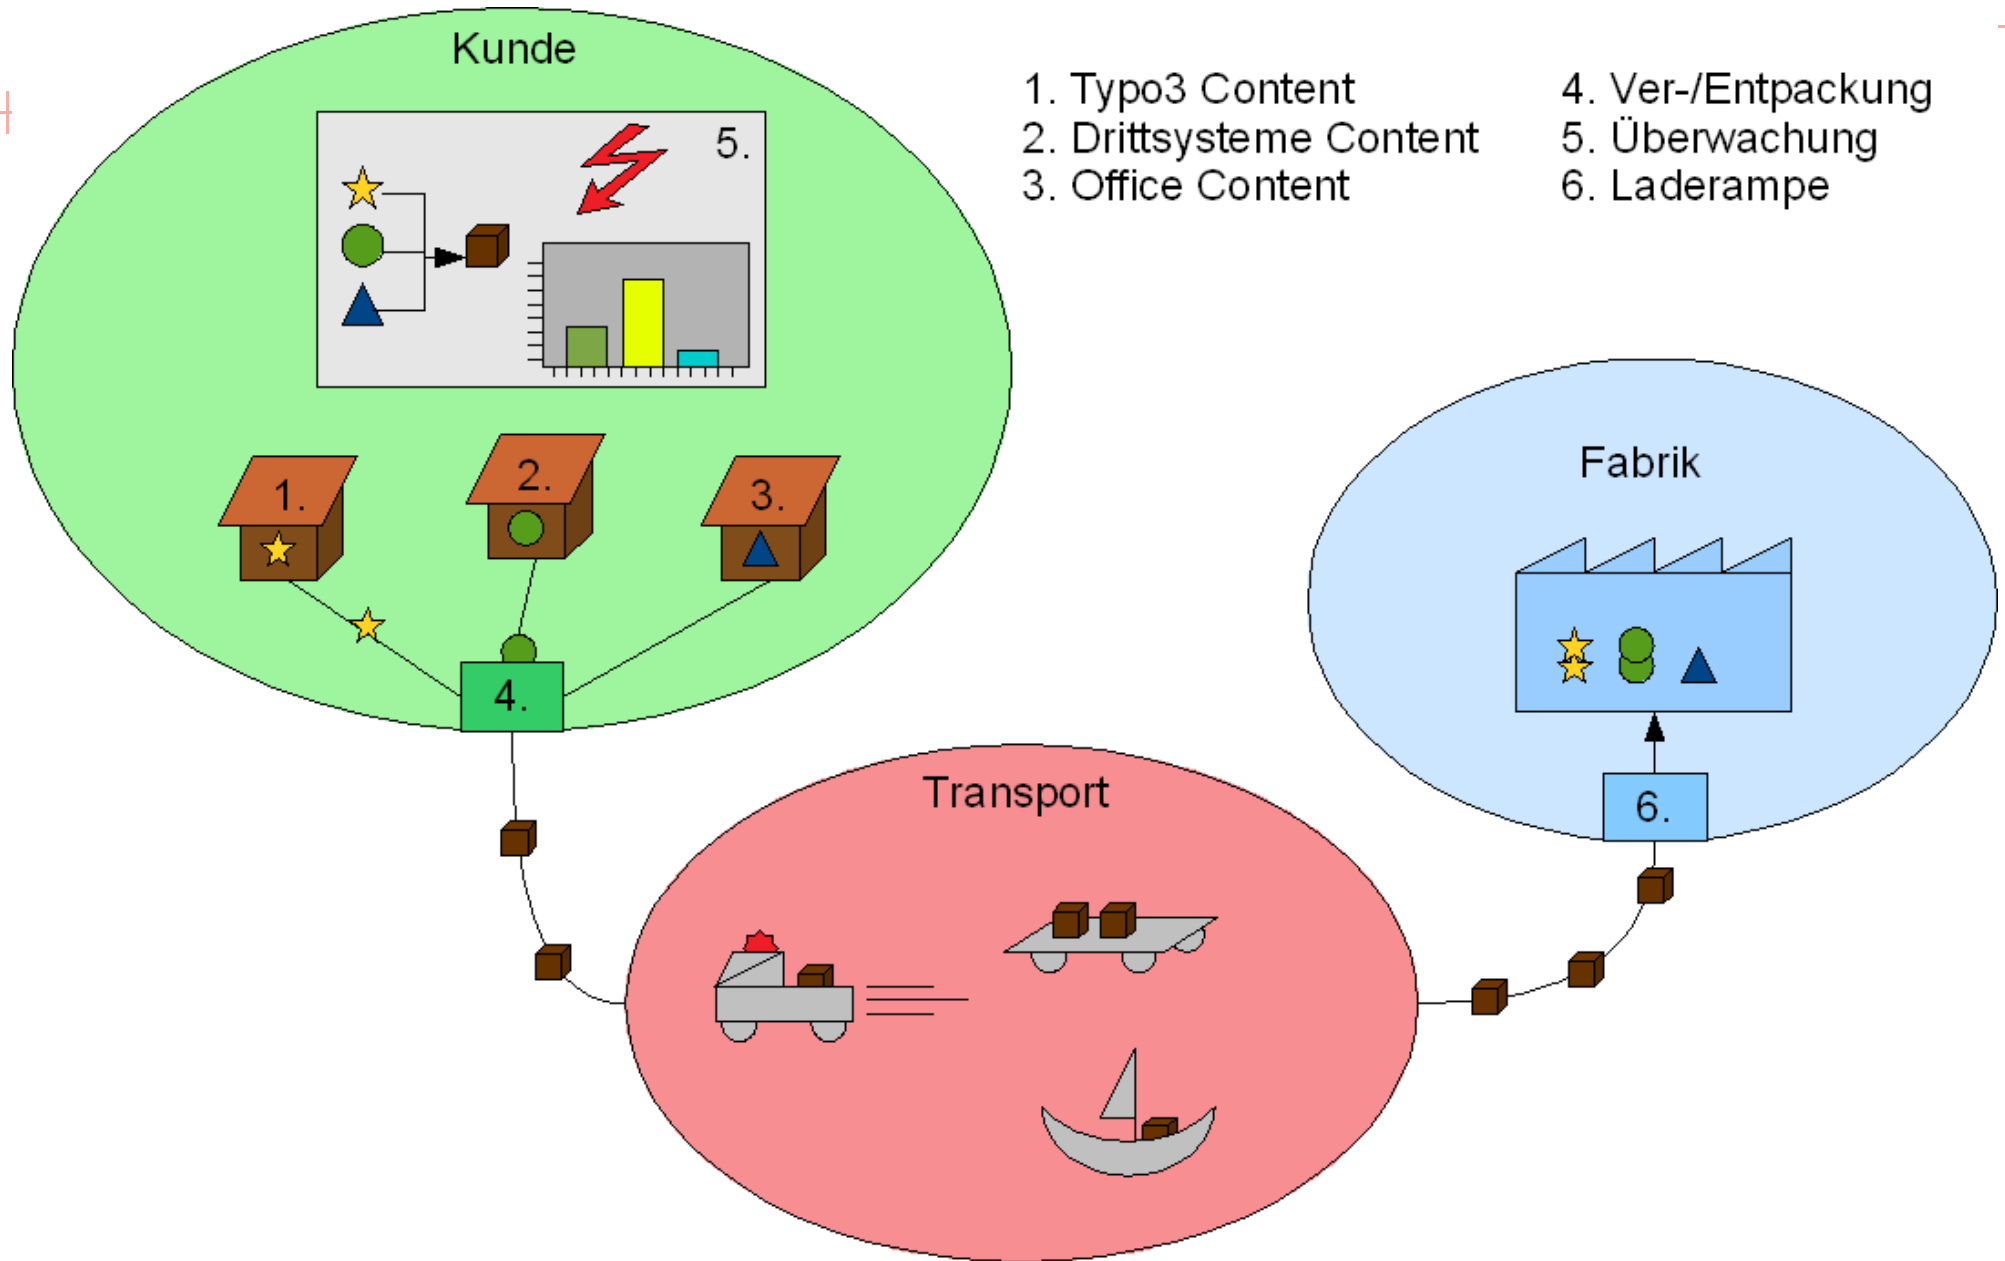 Kunde
5.
1. Typo3 Content
2. Drittsysteme Content
3. Office Content
4. Ver-/Entpackung
5. Überwachung
6. Laderampe
1.
2.
3.
4.
Fabrik
6.
Transport